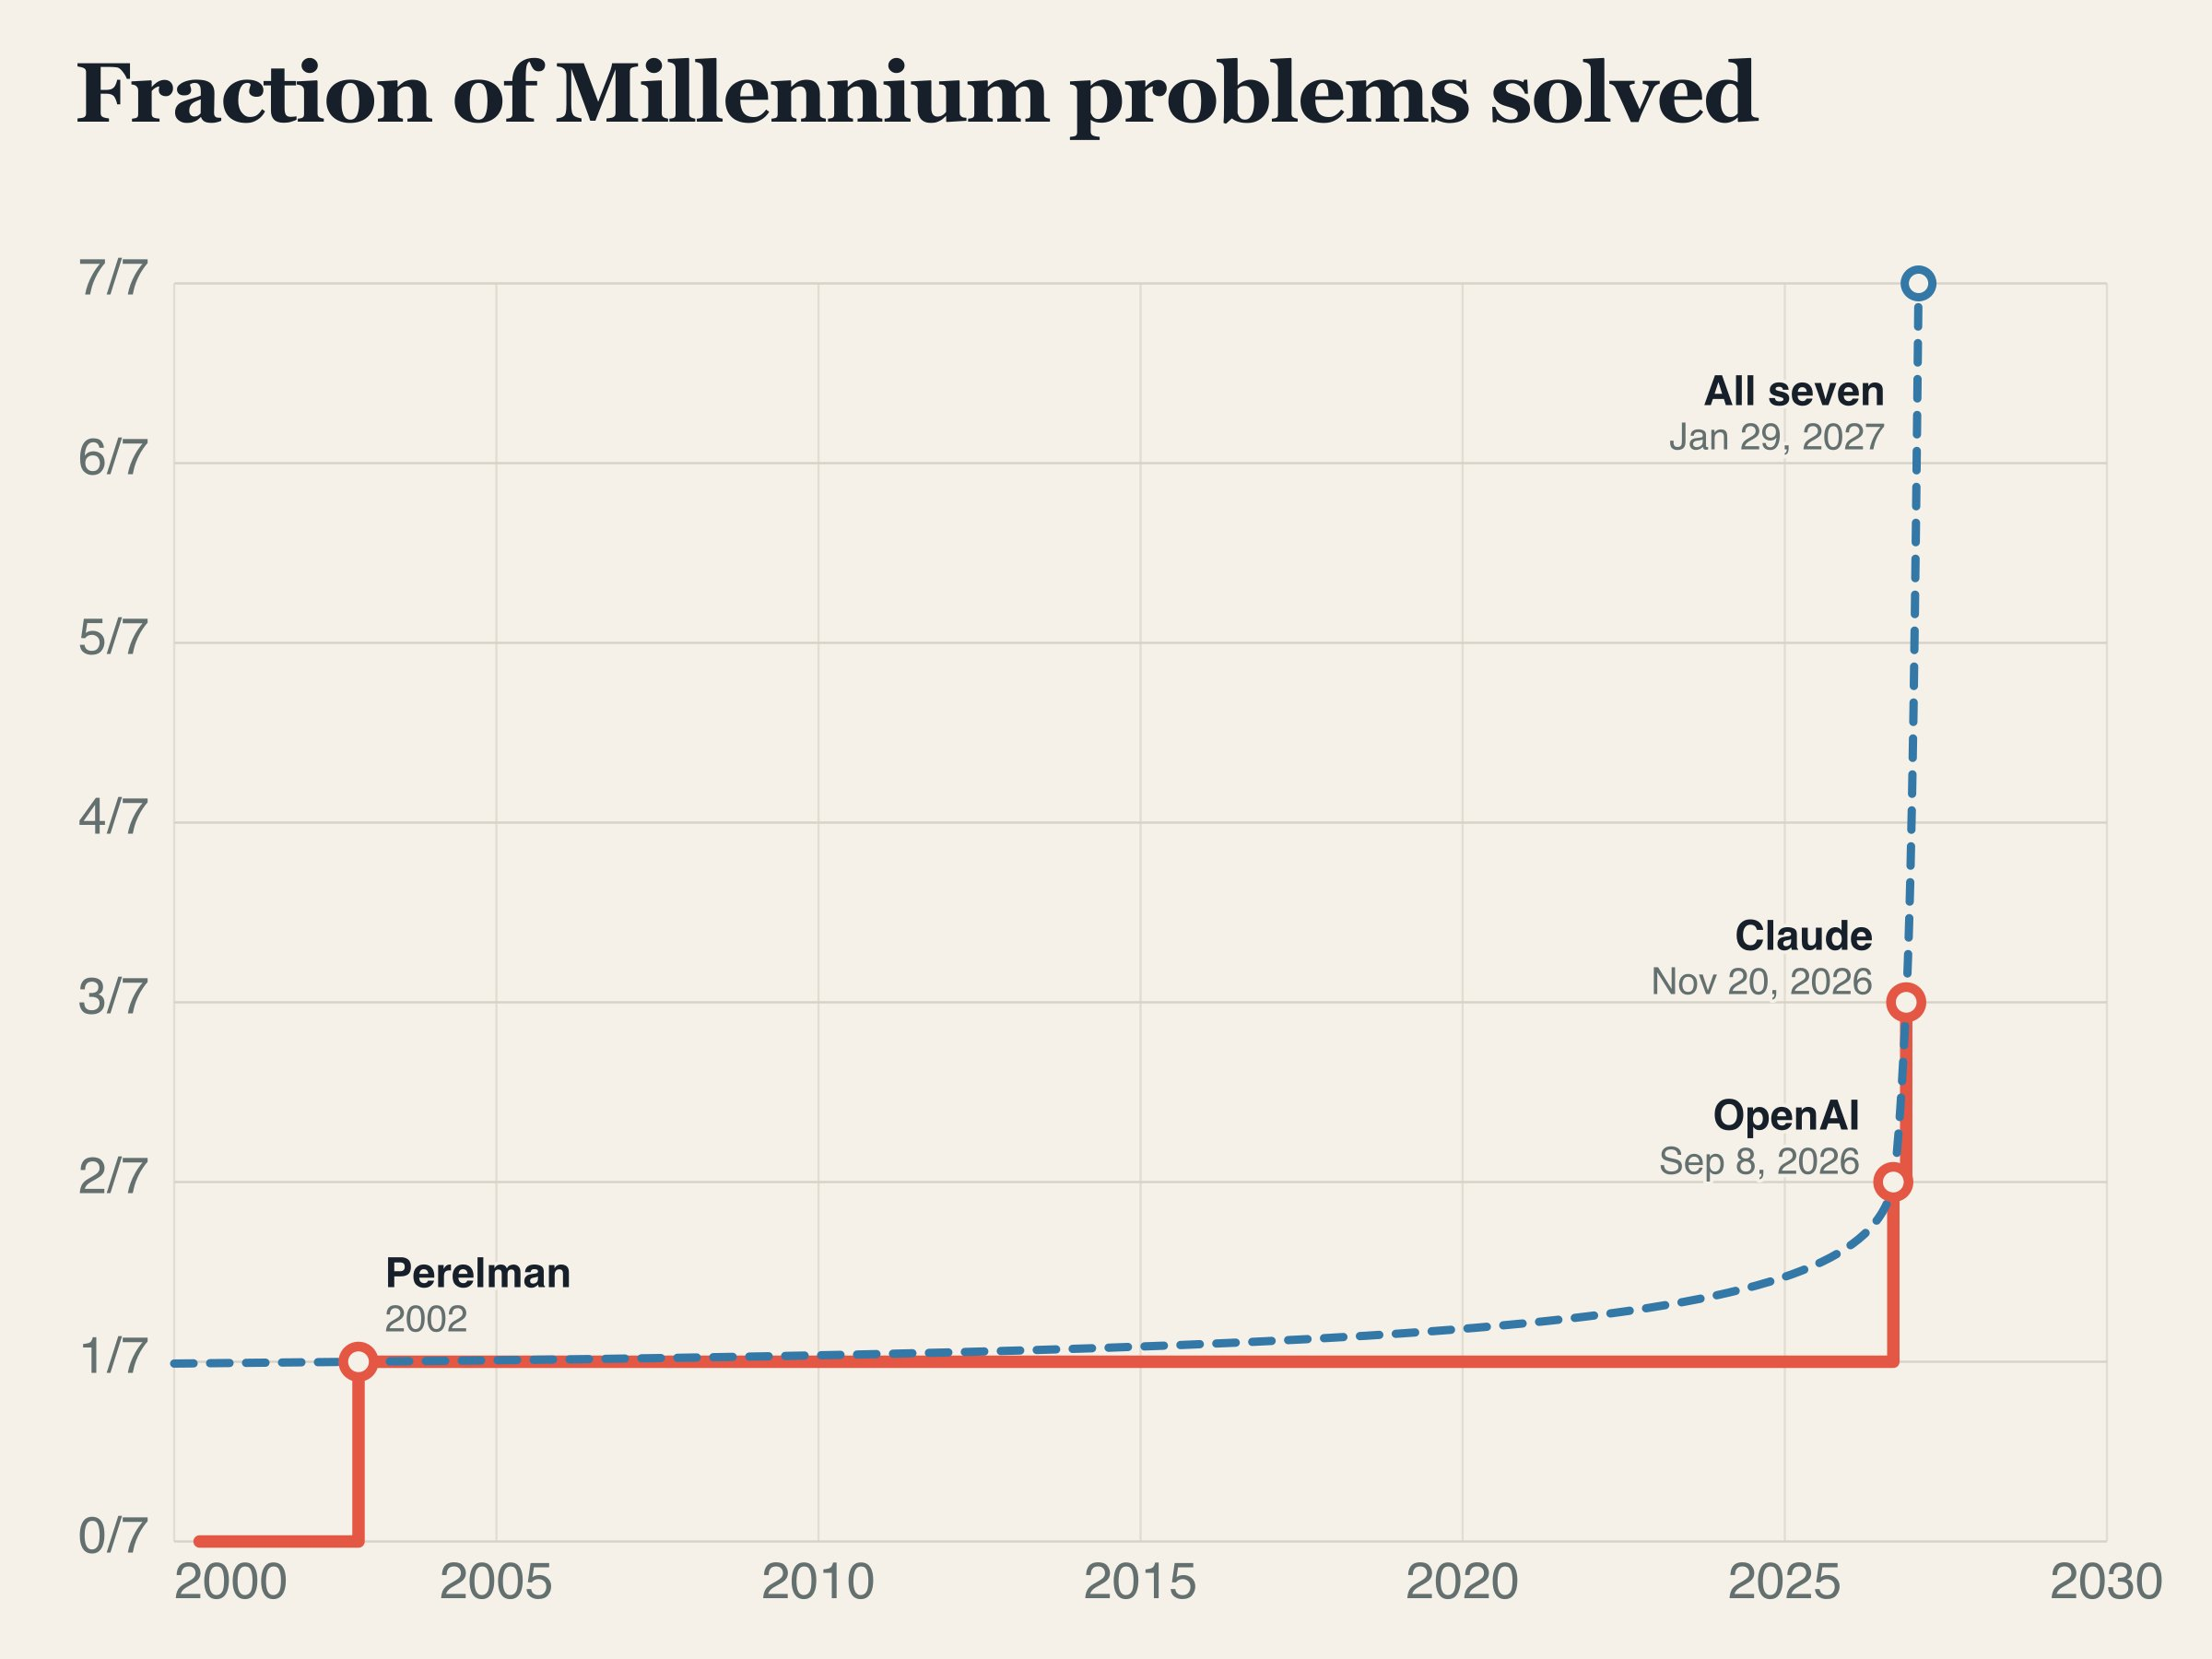 Fraction of Millennium problems solved
7/7
All seven
Jan 29, 2027
6/7
5/7
4/7
Claude
Nov 20, 2026
3/7
OpenAI
Sep 8, 2026
2/7
Perelman
2002
1/7
0/7
2000 2005 2010 2015 2020 2025 2030